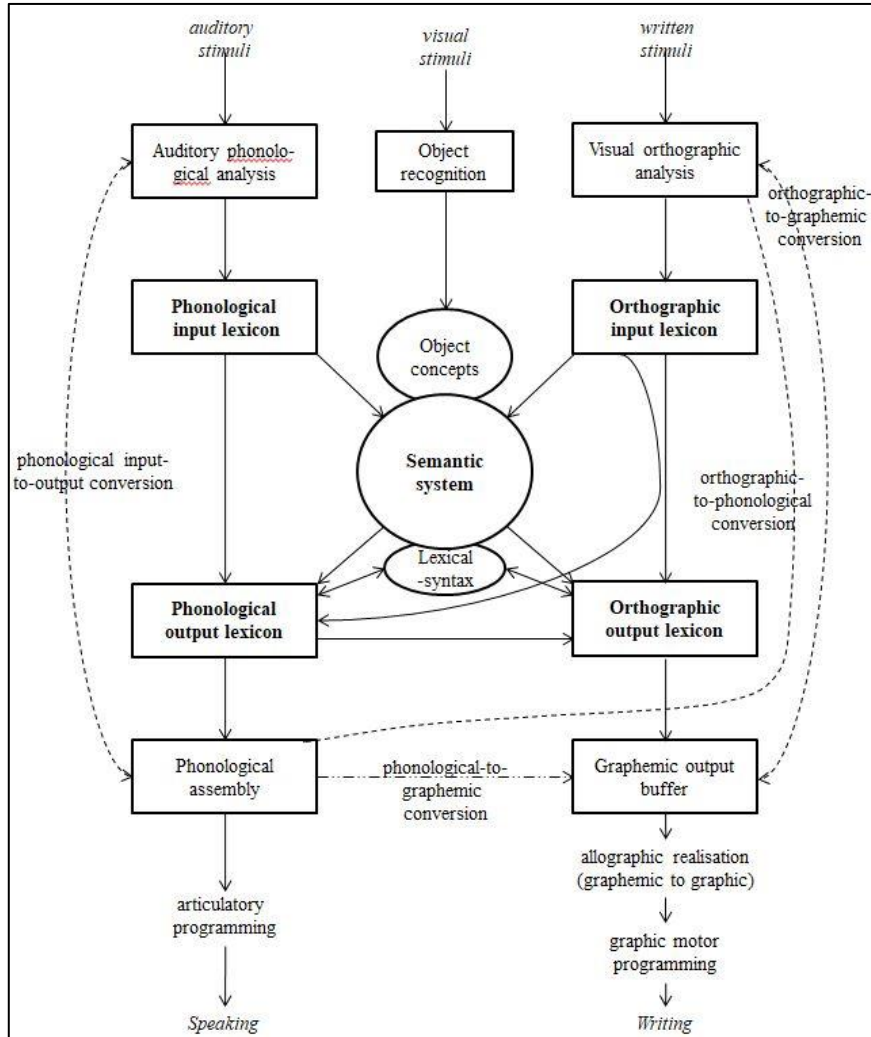 auditory
stimuli
visual
stimuli
written
stimuli
Auditory phonolo-
gical analysis
Object
recognition
Visual orthographic
analysis
orthographic-
to-graphemic
conversion
Phonological
input lexicon
Object
concepts
Orthographic
input lexicon
phonological input-
to-output conversion
Semantic
system
orthographic-
to-phonological
conversion
Lexical
-syntax
Phonological
output lexicon
Orthographic
output lexicon
Phonological
assembly
phonological-to-
graphemic
conversion
Graphemic output
buffer
allographic realisation
(graphemic to graphic)
articulatory
programming
graphic motor
programming
Speaking
Writing